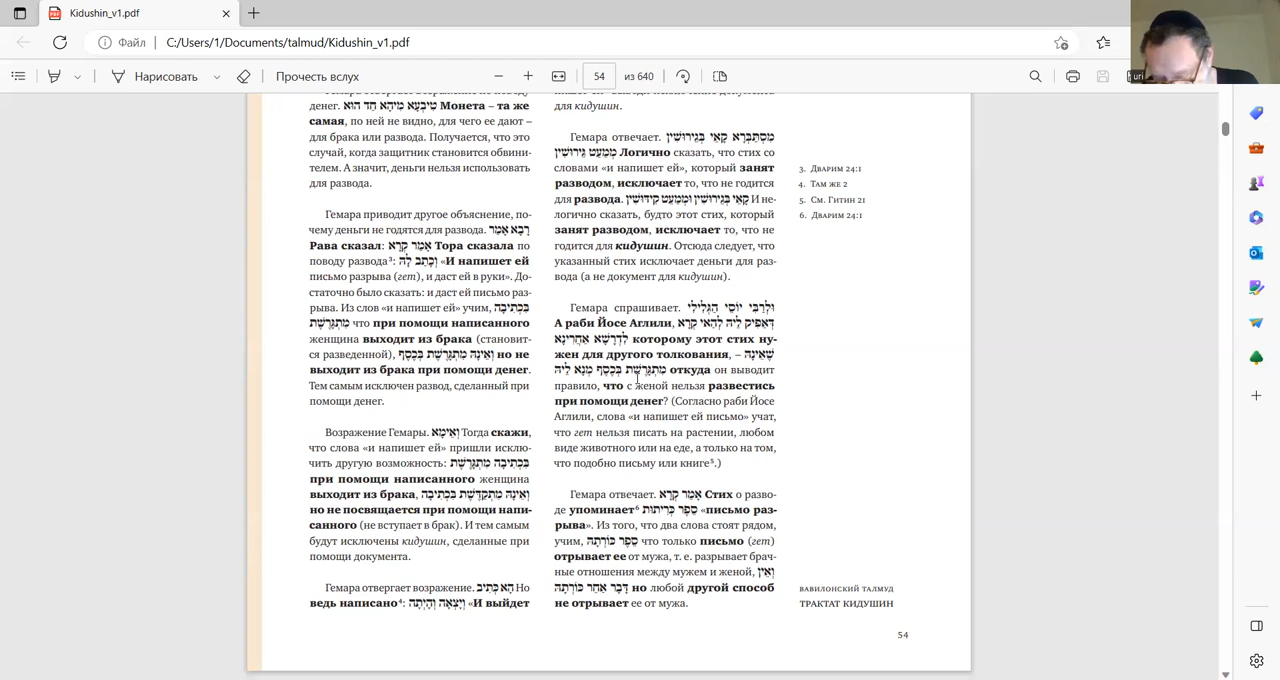 Kidushin_v1.pdf
Файл
C:/Users/1/Documents/talmud/Kidushin_v1.pdf
Нарисовать
Прочесть вслух
54
из 640
денег. טִיבְעָא מִיהָא חַד הוּא Монета – та же
самая, по ней не видно, для чего ее дают –
для брака или развода. Получается, что это
случай, когда защитник становится обвини-
телем. А значит, деньги нельзя использовать
для развода.
Гемара приводит другое объяснение, по-
чему деньги не годятся для развода. רָבָא אָמַר
Рава сказал: אָמַר קְרָא Тора сказала по
поводу развода³: וְכָתַב לָהּ «И напишет ей
письмо разрыва (гет), и даст ей в руки». До-
статочно было сказать: и даст ей письмо раз-
рыва. Из слов «и напишет ей» учим, בִּכְתִיבָה
מִתְגָּרֶשֶׁת что при помощи написанного
женщина выходит из брака (становит-
ся разведенной), וְאֵינָהּ מִתְגָּרֶשֶׁת בְּכֶסֶף но не
выходит из брака при помощи денег.
Тем самым исключен развод, сделанный при
помощи денег.
Возражение Гемары. וְאֵימָא Тогда скажи,
что слова «и напишет ей» пришли исклю-
чить другую возможность: בִּכְתִיבָה מִתְגָּרֶשֶׁת
при помощи написанного женщина
выходит из брака, וְאֵינָהּ מִתְקַדֶּשֶׁת בִּכְתִיבָה
но не посвящается при помощи напи-
санного (не вступает в брак). И тем самым
будут исключены кидушин, сделанные при
помощи документа.
Гемара отвергает возражение. הָא כְּתִיב Но
ведь написано⁴: וְיָצְאָה וְהָיְתָה «И выйдет
для кидушин.
Гемара отвечает. מִסְתַּבְּרָא קָאֵי בְּגֵירוּשִׁין
מְמַעֵט גֵּירוּשִׁין Логично сказать, что стих со
словами «и напишет ей», который занят
разводом, исключает то, что не годится
для развода. קָאֵי בְּגֵירוּשִׁין וּמְמַעֵט קִידּוּשִׁין И не-
логично сказать, будто этот стих, который
занят разводом, исключает то, что не
годится для кидушин. Отсюда следует, что
указанный стих исключает деньги для раз-
вода (а не документ для кидушин).
Гемара спрашивает. וּלְרַבִּי יוֹסֵי הַגְּלִילִי
А раби Йосе Аглили, דְּאַפֵּיק לֵיהּ לְהַאי קְרָא
לִדְרָשָׁא אַחֲרִינָא которому этот стих ну-
жен для другого толкования, – שֶׁאֵינָהּ
מִתְגָּרֶשֶׁת בְּכֶסֶף מְנָא לֵיהּ откуда он выводит
правило, что с женой нельзя развестись
при помощи денег? (Согласно раби Йосе
Аглили, слова «и напишет ей письмо» учат,
что гет нельзя писать на растении, любом
виде животного или на еде, а только на том,
что подобно письму или книге⁵.)
Гемара отвечает. אָמַר קְרָא Стих о разво-
де упоминает⁶ סֵפֶר כְּרִיתוּת «письмо раз-
рыва». Из того, что два слова стоят рядом,
учим, סֵפֶר כּוֹרְתָהּ что только письмо (гет)
отрывает ее от мужа, т. е. разрывает брач-
ные отношения между мужем и женой, וְאֵין
דָּבָר אַחֵר כּוֹרְתָהּ но любой другой способ
не отрывает ее от мужа.
3. Дварим 24:1
4. Там же 2
5. См. Гитин 21
6. Дварим 24:1
ВАВИЛОНСКИЙ ТАЛМУД
ТРАКТАТ КИДУШИН
54